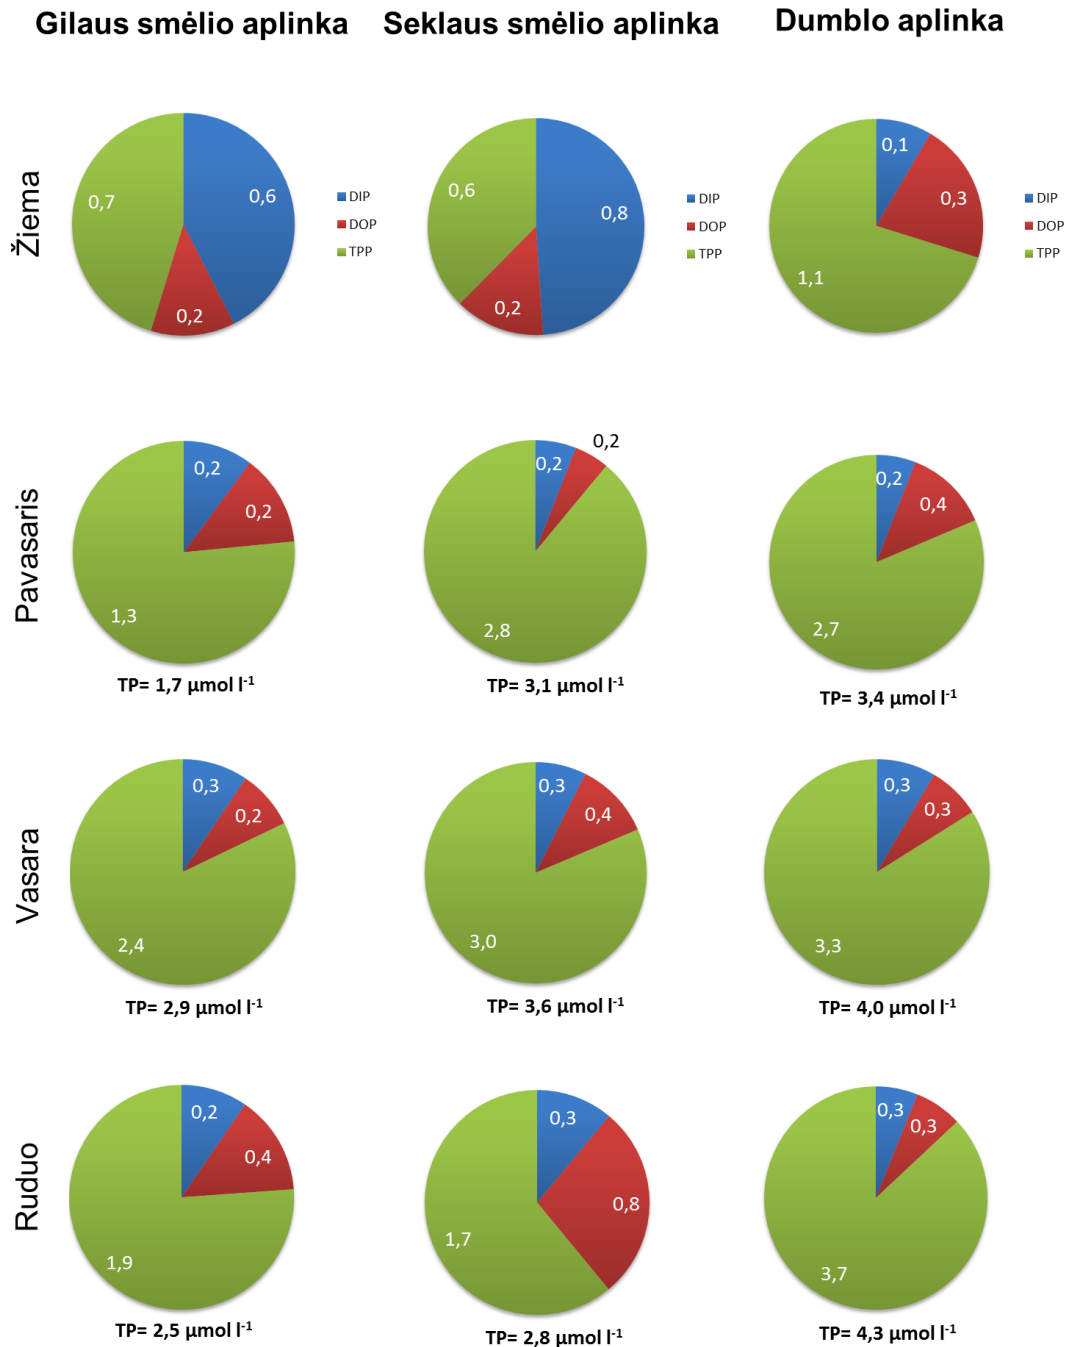 Gilaus smėlio aplinka
Seklaus smėlio aplinka
Dumblo aplinka
Žiema
0,7
0,6
0,2
DIP
DOP
TPP
0,6
0,8
0,2
DIP
DOP
TPP
0,1
0,3
1,1
DIP
DOP
TPP
Pavasaris
0,2
0,2
1,3
TP= 1,7 µmol l⁻¹
0,2
0,2
2,8
TP= 3,1 µmol l⁻¹
0,2
0,4
2,7
TP= 3,4 µmol l⁻¹
Vasara
0,3
0,2
2,4
TP= 2,9 µmol l⁻¹
0,3
0,4
3,0
TP= 3,6 µmol l⁻¹
0,3
0,3
3,3
TP= 4,0 µmol l⁻¹
Ruduo
0,2
0,4
1,9
TP= 2,5 µmol l⁻¹
0,3
0,8
1,7
TP= 2,8 µmol l⁻¹
0,3
0,3
3,7
TP= 4,3 µmol l⁻¹